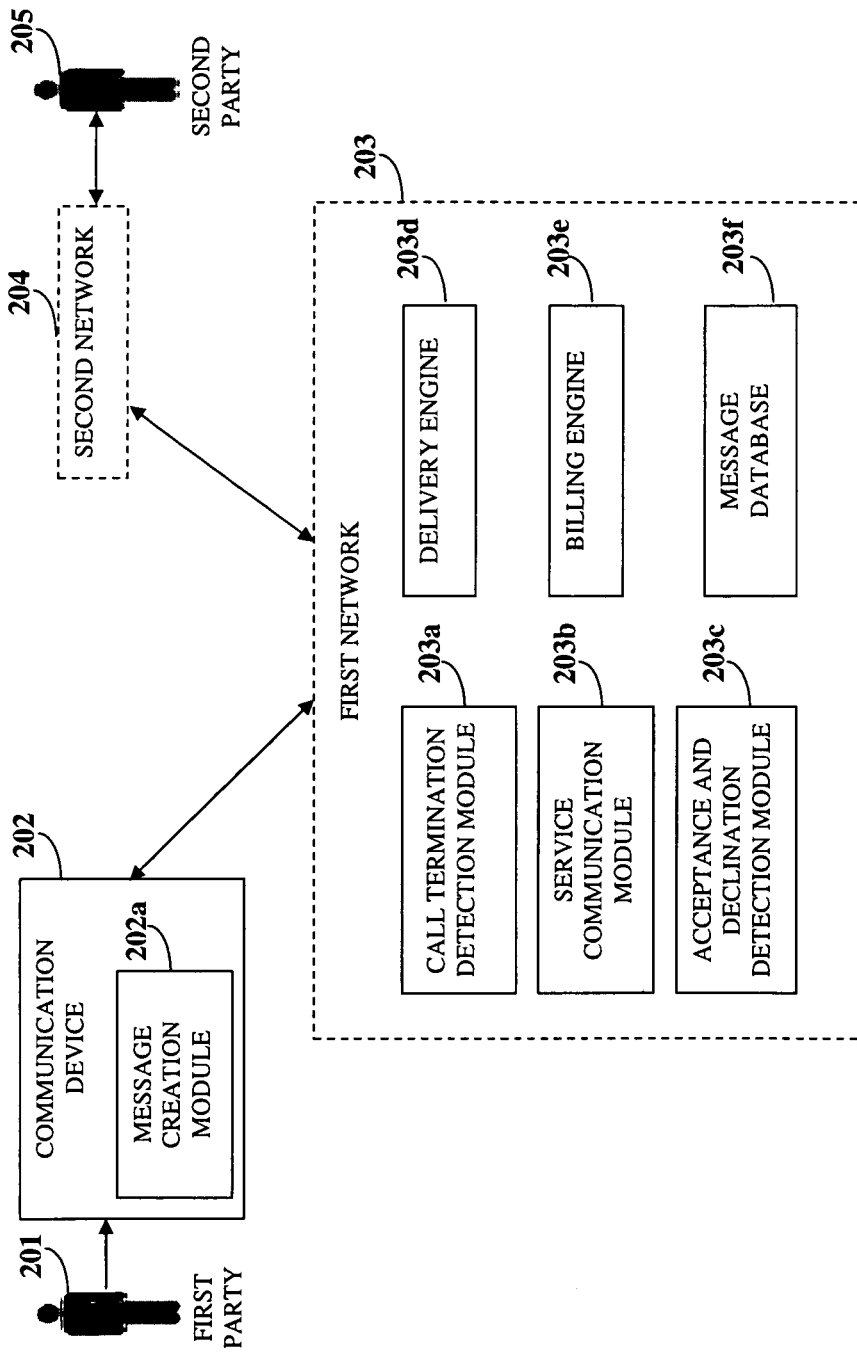 201
FIRST
PARTY
202
COMMUNICATION
DEVICE
202a
MESSAGE
CREATION
MODULE
204
SECOND NETWORK
205
SECOND
PARTY
203
FIRST NETWORK
203a
CALL TERMINATION
DETECTION MODULE
203d
DELIVERY ENGINE
203b
SERVICE
COMMUNICATION
MODULE
203e
BILLING ENGINE
203c
ACCEPTANCE AND
DECLINATION
DETECTION MODULE
203f
MESSAGE
DATABASE